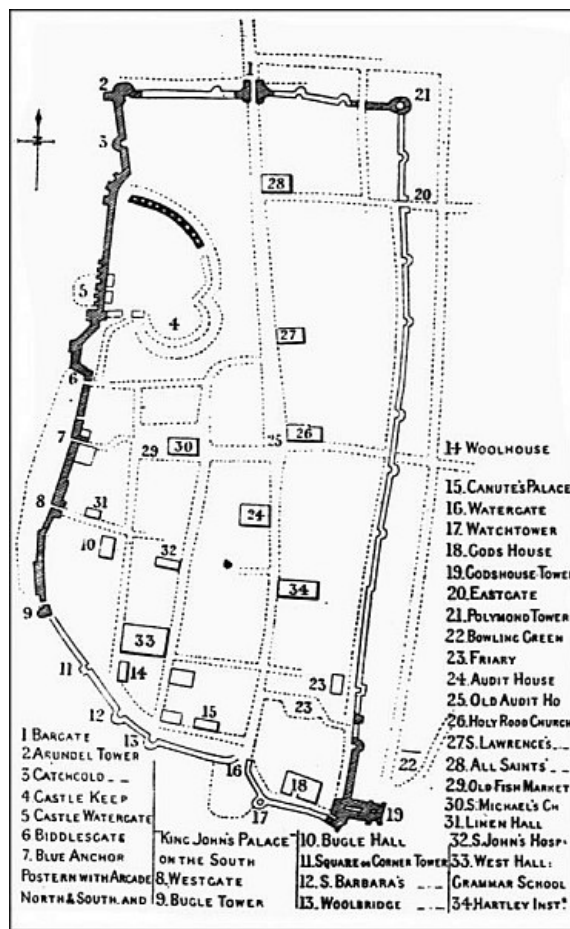 1
2
21
3
N
28
20
5
4
27
6
26
25
7
29
30
8
31
24
10
32
34
9
33
11
14
23
15
23
12
13
16
22
18
17
19
14 WOOLHOUSE
15. CANUTE'S PALACE
16. WATERGATE
17. WATCHTOWER
18. GODS HOUSE
19. GODSHOUSE TOWE
20. EASTGATE
21. POLYMOND TOWER
22. BOWLING GREEN
23. FRIARY
24. AUDIT HOUSE
25. OLD AUDIT HO
26. HOLY ROOD CHURCH
27. S. LAWRENCE'S
28. ALL SAINTS'
29. OLD FISH MARKET
30. S. MICHAEL'S CH
31. LINEN HALL
32. S. JOHN'S HOSP.
33. WEST HALL:
GRAMMAR SCHOOL
34. HARTLEY INST.
1 BARGATE
2 ARUNDEL TOWER
3 CATCHCOLD
4 CASTLE KEEP
5 CASTLE WATERGATE
6 BIDDLESGATE
7. BLUE ANCHOR
POSTERN WITH ARCADE
NORTH & SOUTH. AND
"KING JOHN'S PALACE"
ON THE SOUTH
8. WESTGATE
9. BUGLE TOWER
10. BUGLE HALL
11. SQUARE OR CORNER TOWER
12. S. BARBARA'S
13. WOOLBRIDGE